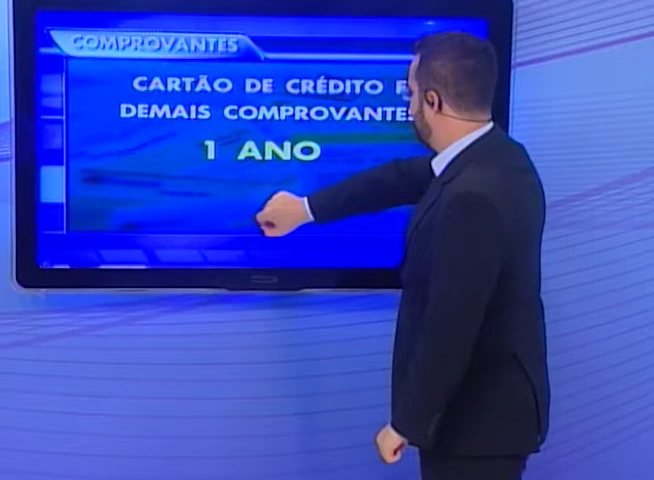 COMPROVANTES
CARTÃO DE CRÉDITO
DEMAIS COMPROVANTES
1 ANO